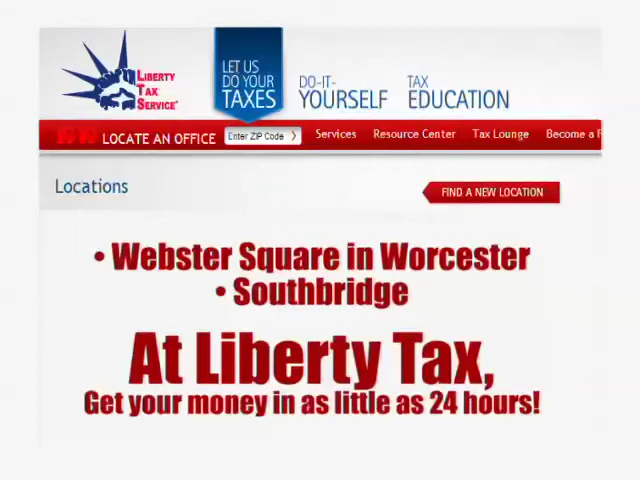 LIBERTY
TAX
SERVICE
LET US
DO YOUR
TAXES
DO-IT-
YOURSELF
TAX
EDUCATION
LOCATE AN OFFICE
Enter ZIP Code
Services
Resource Center
Tax Lounge
Become a
Locations
FIND A NEW LOCATION
• Webster Square in Worcester
• Southbridge
At Liberty Tax,
Get your money in as little as 24 hours!